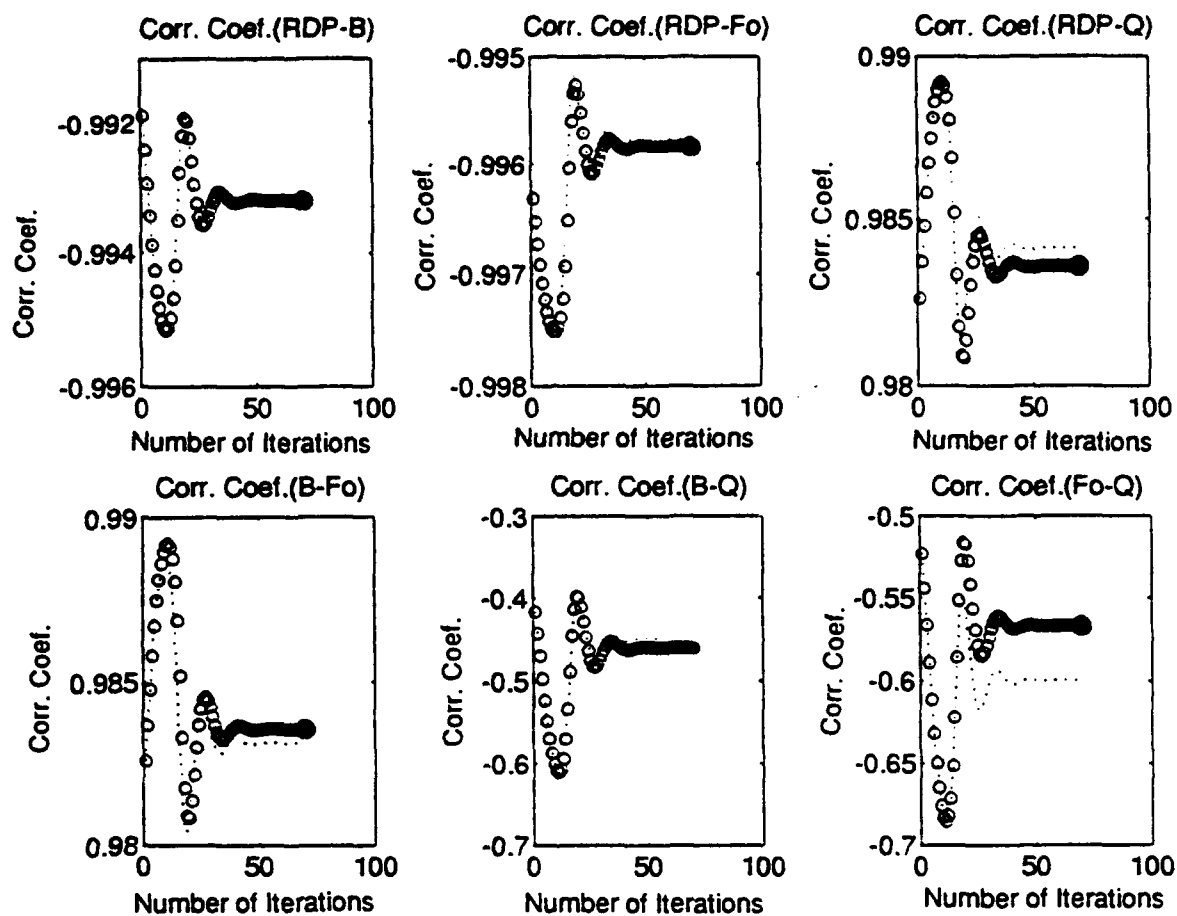 Corr. Coef.(RDP-B)
-0.992
-0.994
-0.996
Corr. Coef.
0 50 100
Number of Iterations
Corr. Coef.(RDP-Fo)
-0.995
-0.996
-0.997
-0.998
Corr. Coef.
0 50 100
Number of Iterations
Corr. Coef.(RDP-Q)
0.99
0.985
0.98
Corr. Coef.
0 50 100
Number of Iterations
Corr. Coef.(B-Fo)
0.99
0.985
0.98
Corr. Coef.
0 50 100
Number of Iterations
Corr. Coef.(B-Q)
-0.3
-0.4
-0.5
-0.6
-0.7
Corr. Coef.
0 50 100
Number of Iterations
Corr. Coef.(Fo-Q)
-0.5
-0.55
-0.6
-0.65
-0.7
Corr. Coef.
0 50 100
Number of Iterations